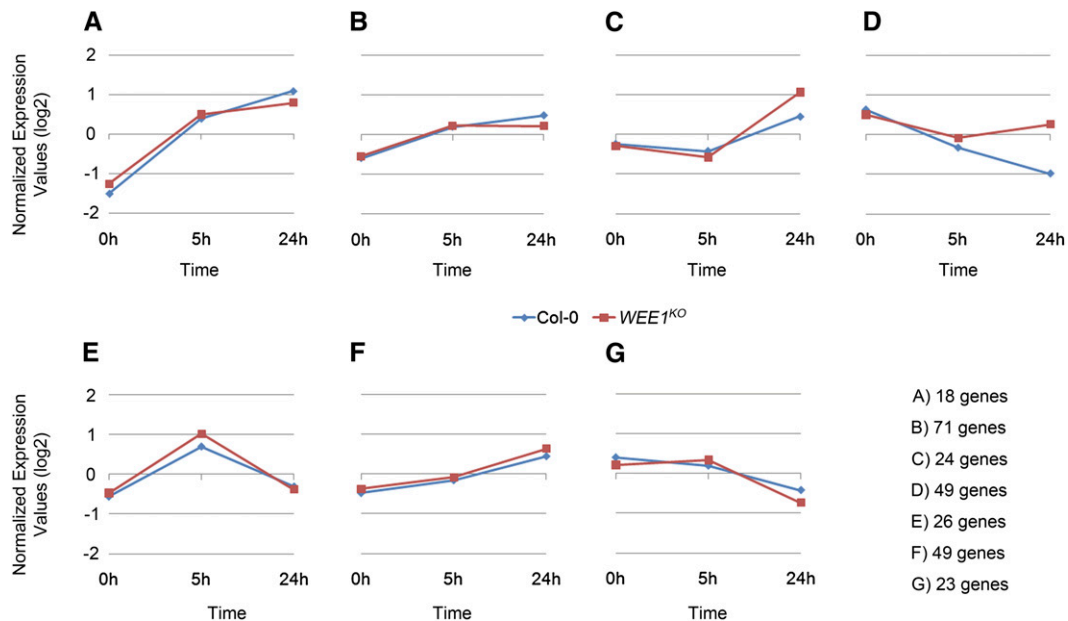 A
B
C
D
Normalized Expression
Values (log2)
2
1
0
-1
-2
0h 5h 24h
0h 5h 24h
0h 5h 24h
0h 5h 24h
Time
Time
Time
Time
Col-0 WEE1KO
E
F
G
Normalized Expression
Values (log2)
2
1
0
-1
-2
0h 5h 24h
0h 5h 24h
0h 5h 24h
Time
Time
Time
A) 18 genes
B) 71 genes
C) 24 genes
D) 49 genes
E) 26 genes
F) 49 genes
G) 23 genes